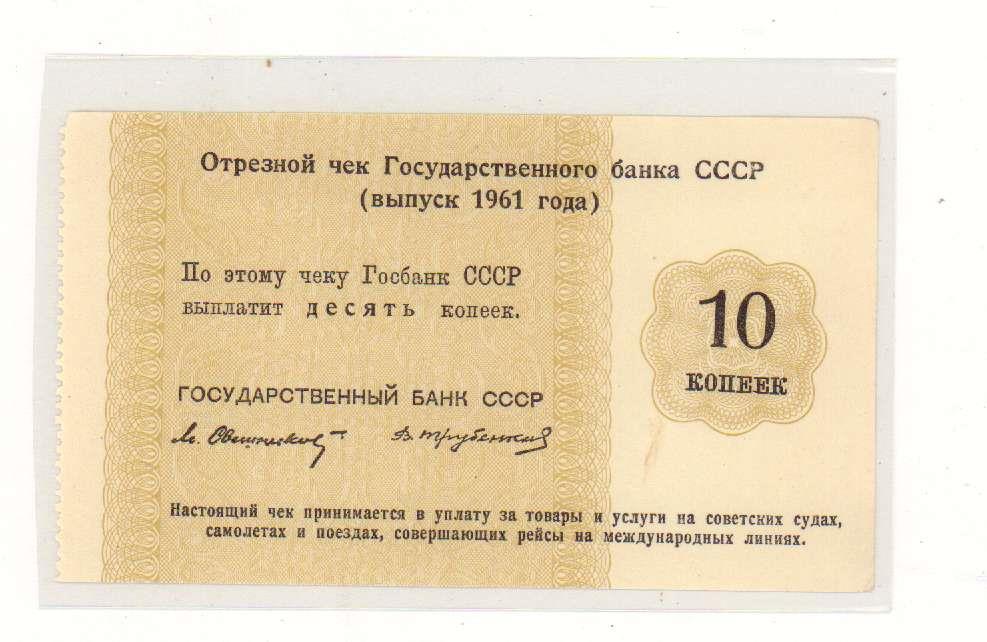 Отрезной чек Государственного банка СССР
(выпуск 1961 года)
По этому чеку Госбанк СССР
выплатит десять копеек.
10
КОПЕЕК
ГОСУДАРСТВЕННЫЙ БАНК СССР
Настоящий чек принимается в уплату за товары и услуги на советских судах,
самолетах и поездах, совершающих рейсы на международных линиях.